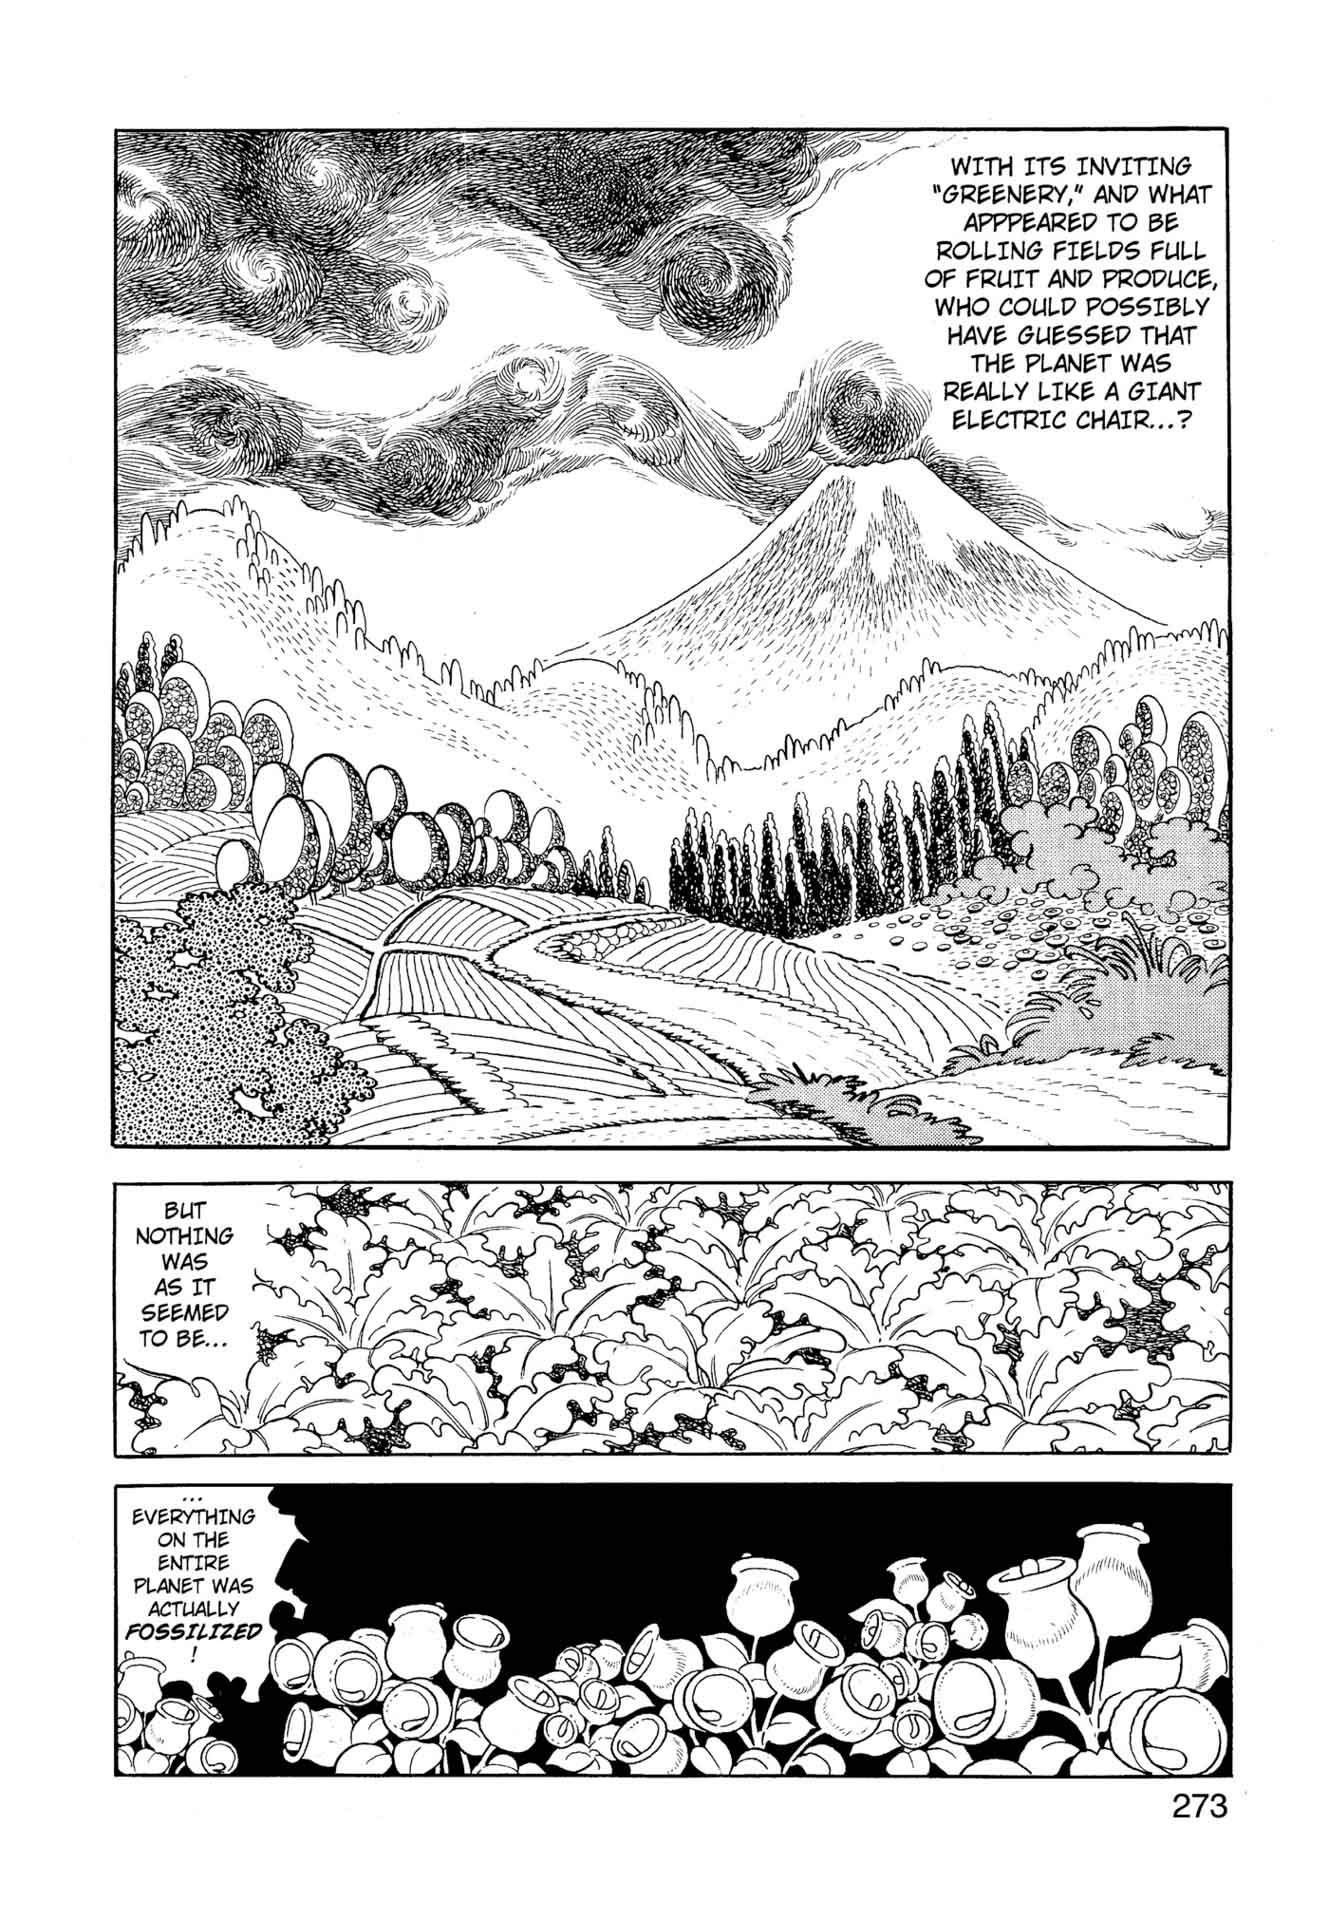 WITH ITS INVITING
"GREENERY," AND WHAT
APPPEARED TO BE
ROLLING FIELDS FULL
OF FRUIT AND PRODUCE,
WHO COULD POSSIBLY
HAVE GUESSED THAT
THE PLANET WAS
REALLY LIKE A GIANT
ELECTRIC CHAIR...?
BUT
NOTHING
WAS
AS IT
SEEMED
TO BE...
...
EVERYTHING
ON THE
ENTIRE
PLANET WAS
ACTUALLY
FOSSILIZED
!
273